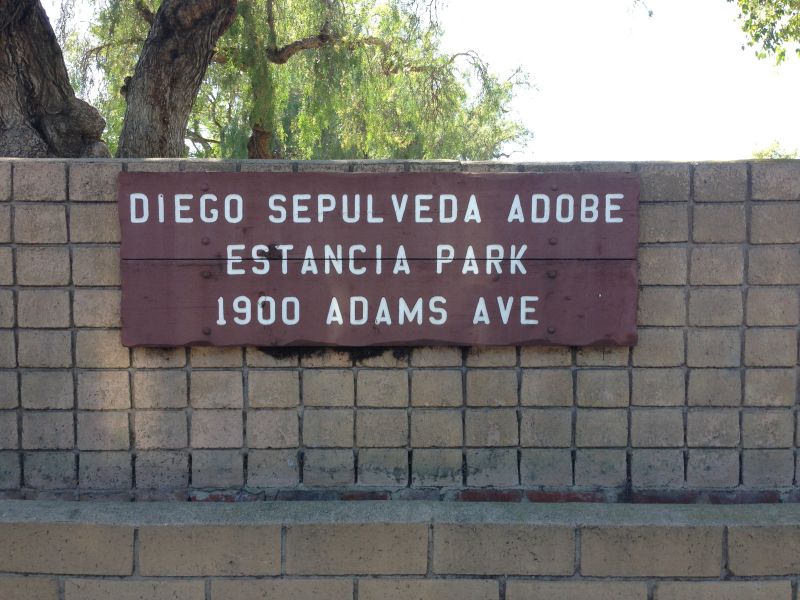 DIEGO SEPULVEDA ADOBE
ESTANCIA PARK
1900 ADAMS AVE